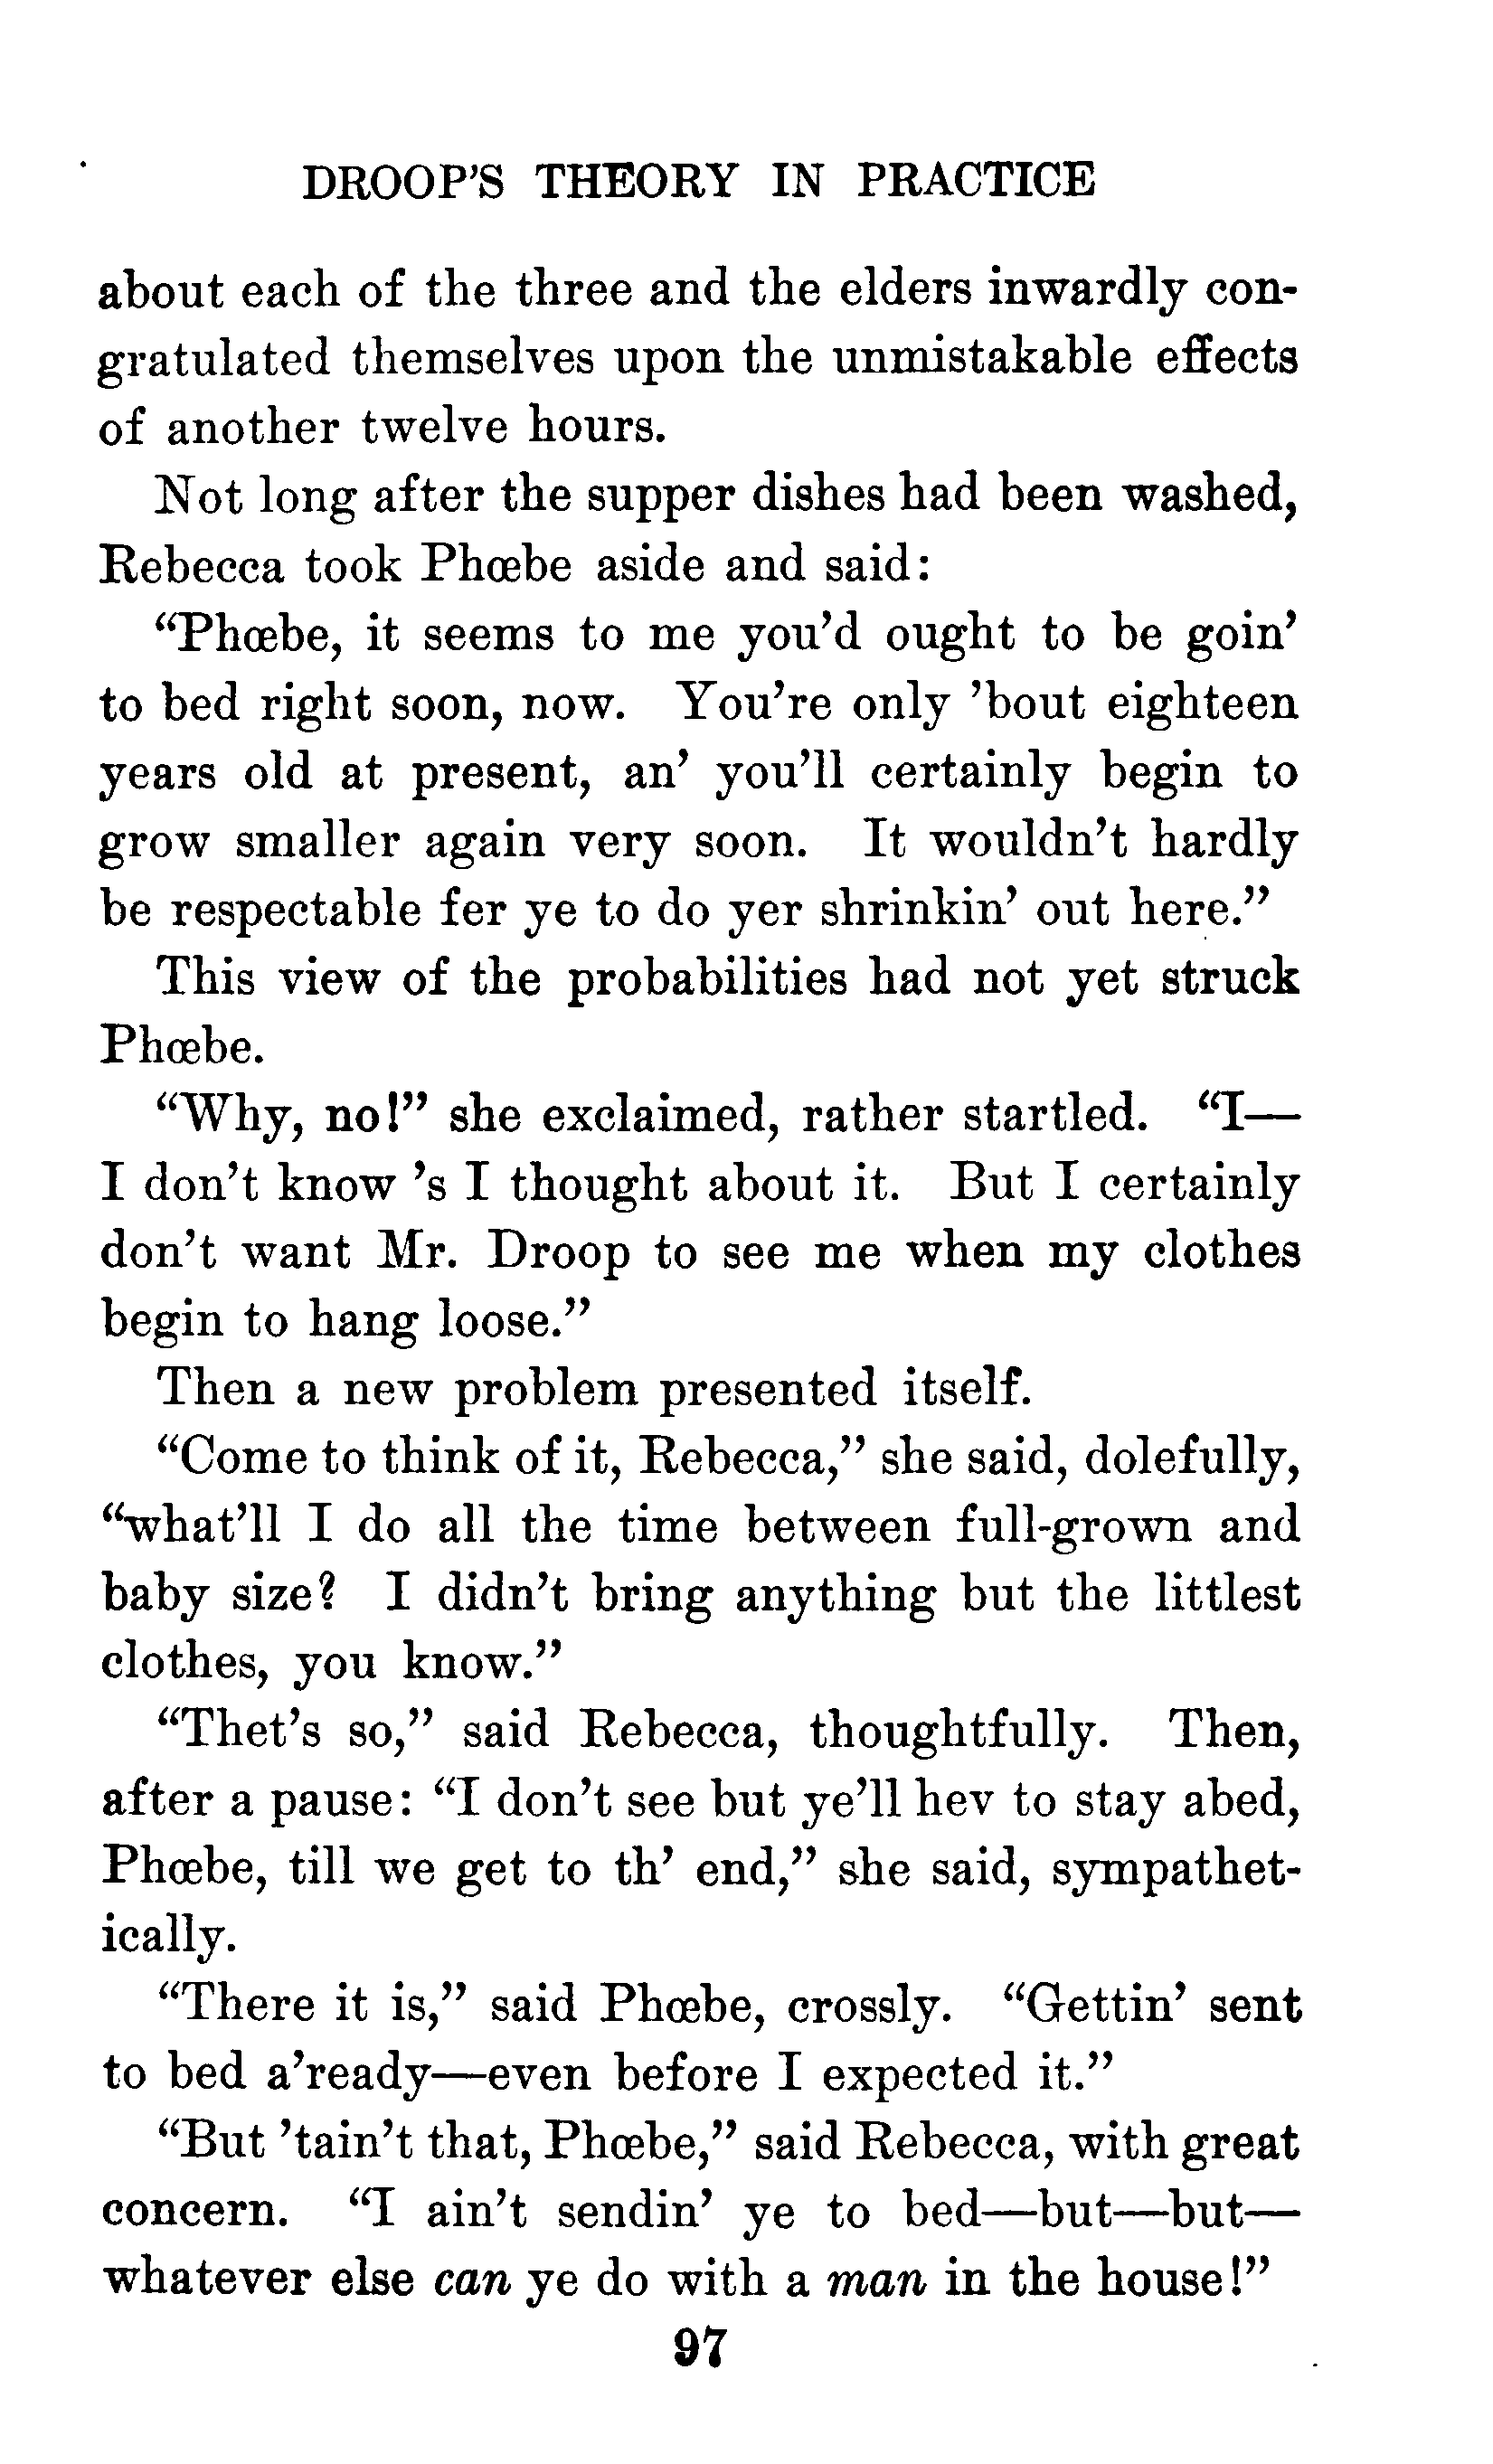 DROOP'S THEORY IN PRACTICE
about each of the three and the elders inwardly con-
gratulated themselves upon the unmistakable effects
of another twelve hours.
Not long after the supper dishes had been washed,
Rebecca took Phœbe aside and said:
“Phœbe, it seems to me you’d ought to be goin’
to bed right soon, now. You’re only ’bout eighteen
years old at present, an’ you’ll certainly begin to
grow smaller again very soon. It wouldn’t hardly
be respectable fer ye to do yer shrinkin’ out here.”
This view of the probabilities had not yet struck
Phœbe.
“Why, no!” she exclaimed, rather startled. “I—
I don’t know ’s I thought about it. But I certainly
don’t want Mr. Droop to see me when my clothes
begin to hang loose.”
Then a new problem presented itself.
“Come to think of it, Rebecca,” she said, dolefully,
“what’ll I do all the time between full-grown and
baby size? I didn’t bring anything but the littlest
clothes, you know.”
“Thet’s so,” said Rebecca, thoughtfully. Then,
after a pause: “I don’t see but ye’ll hev to stay abed,
Phœbe, till we get to th’ end,” she said, sympathet-
ically.
“There it is,” said Phœbe, crossly. “Gettin’ sent
to bed a’ready—even before I expected it.”
“But ’tain’t that, Phœbe,” said Rebecca, with great
concern. “I ain’t sendin’ ye to bed—but—but—
whatever else can ye do with a man in the house!”
97